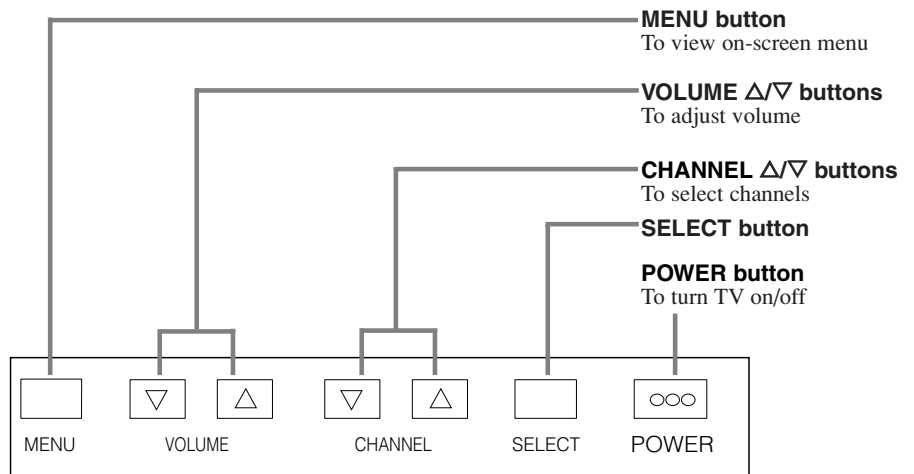 MENU button
To view on-screen menu
VOLUME △/▽ buttons
To adjust volume
CHANNEL △/▽ buttons
To select channels
SELECT button
POWER button
To turn TV on/off
MENU VOLUME CHANNEL SELECT POWER